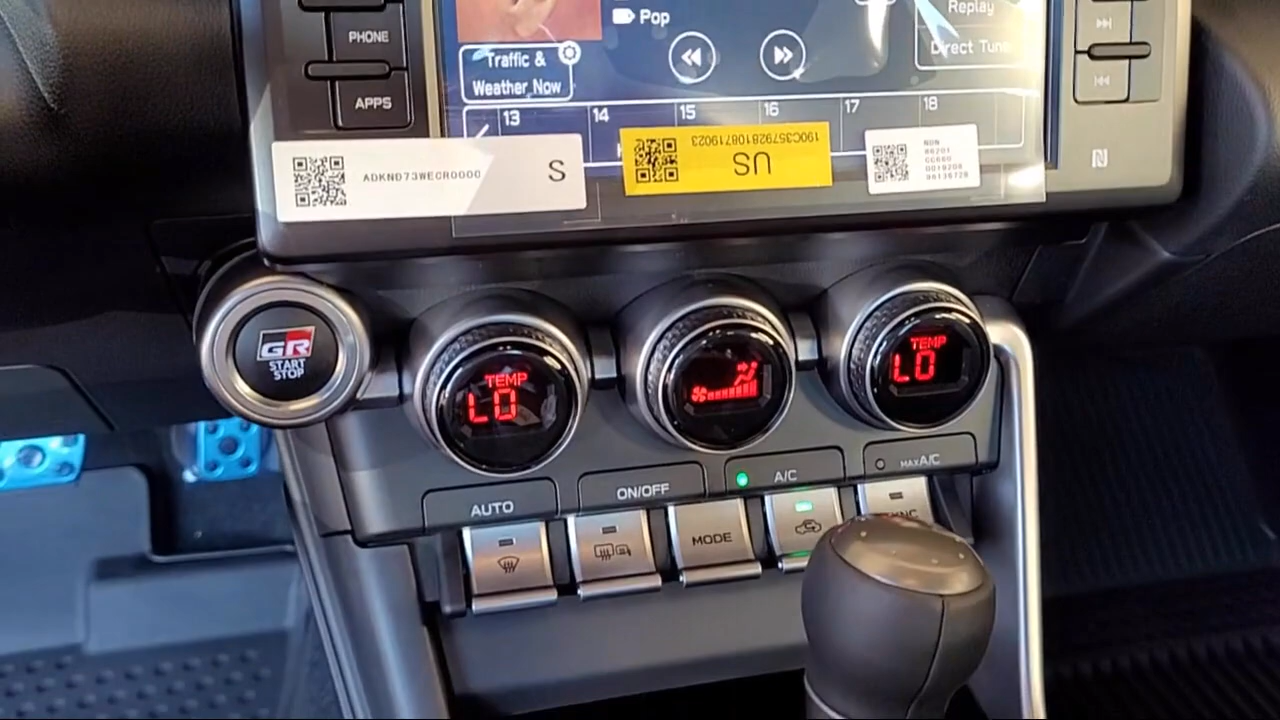 PHONE
APPS
Pop
Traffic &
Weather Now
Replay
Direct Tune
13 14 15 16 17 18
ADKND73WECR0000 S
190C357928108719023
US
GR
START
STOP
TEMP
LO
TEMP
LO
AUTO
ON/OFF
A/C
MAX A/C
MODE